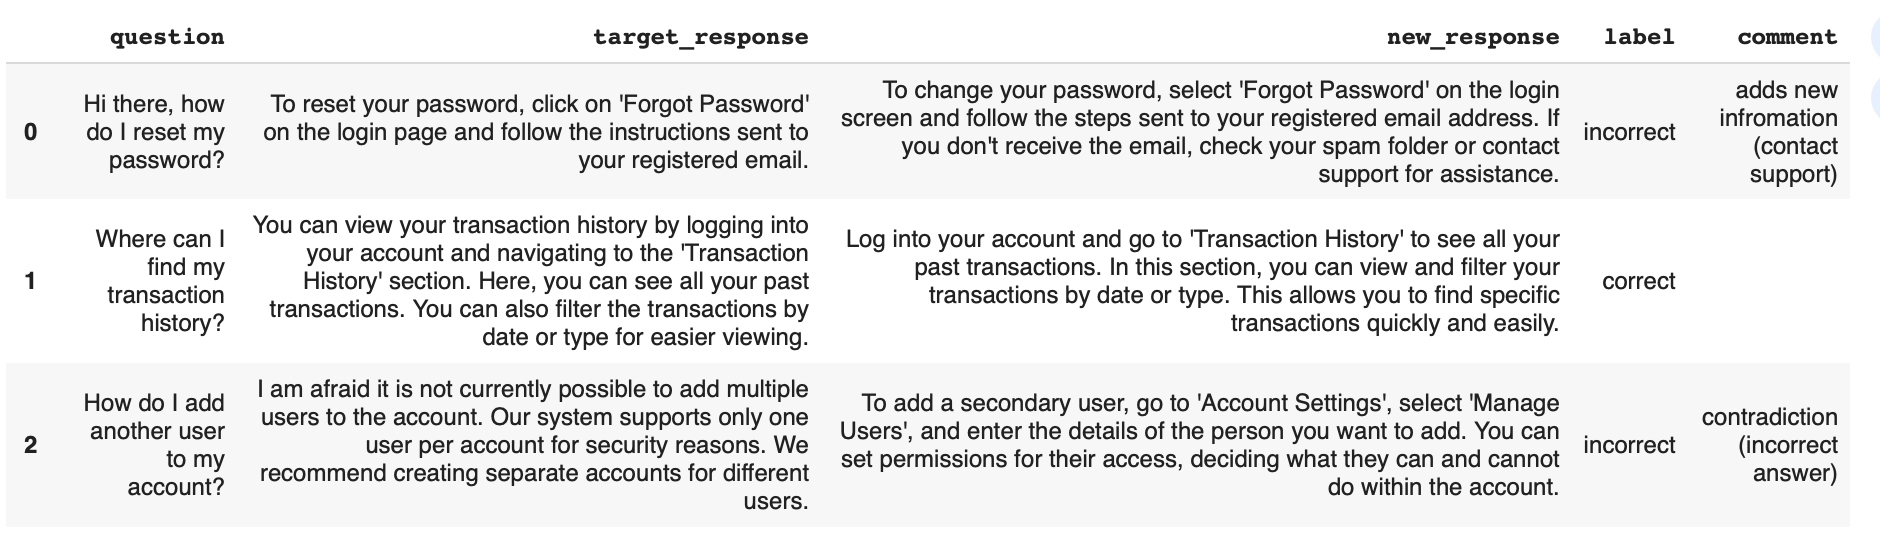 question target_response new_response label comment
0
Hi there, how
do I reset my
password?
To reset your password, click on 'Forgot Password'
on the login page and follow the instructions sent to
your registered email.
To change your password, select 'Forgot Password' on the login
screen and follow the steps sent to your registered email address. If
you don't receive the email, check your spam folder or contact
support for assistance.
incorrect
adds new
infromation
(contact
support)
1
Where can I
find my
transaction
history?
You can view your transaction history by logging into
your account and navigating to the 'Transaction
History' section. Here, you can see all your past
transactions. You can also filter the transactions by
date or type for easier viewing.
Log into your account and go to 'Transaction History' to see all your
past transactions. In this section, you can view and filter your
transactions by date or type. This allows you to find specific
transactions quickly and easily.
correct
2
How do I add
another user
to my
account?
I am afraid it is not currently possible to add multiple
users to the account. Our system supports only one
user per account for security reasons. We
recommend creating separate accounts for different
users.
To add a secondary user, go to 'Account Settings', select 'Manage
Users', and enter the details of the person you want to add. You can
set permissions for their access, deciding what they can and cannot
do within the account.
incorrect
contradiction
(incorrect
answer)